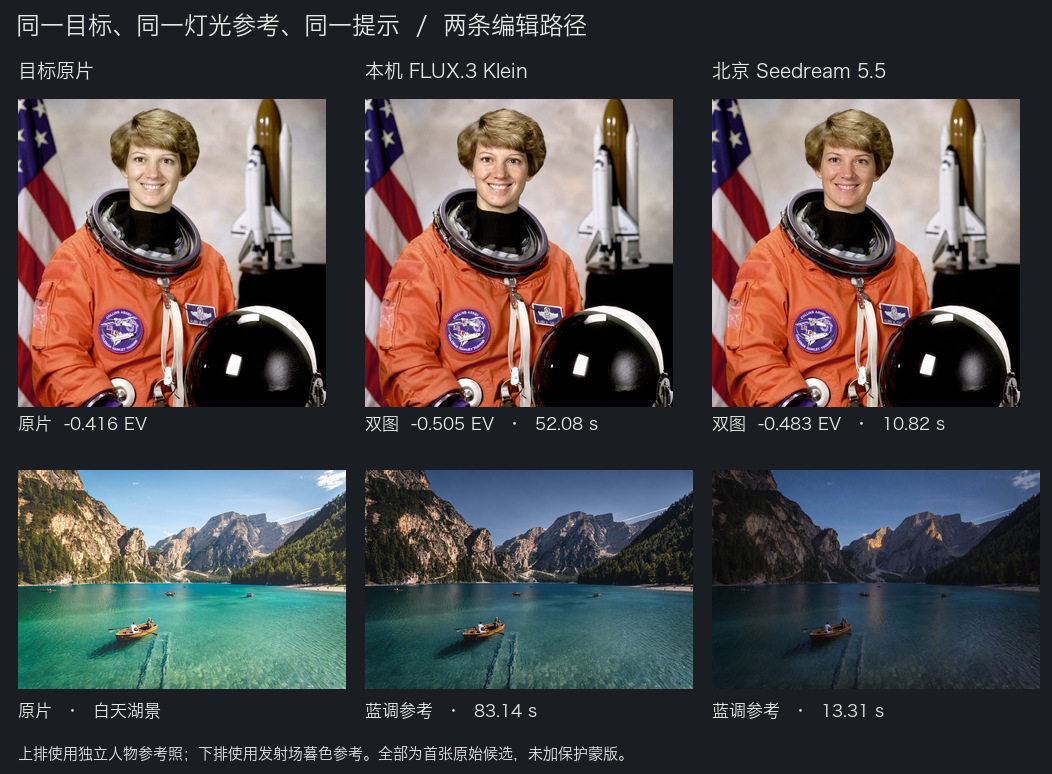 同一目标、同一灯光参考、同一提示 / 两条编辑路径
目标原片
本机 FLUX.3 Klein
北京 Seedream 5.5
原片 -0.416 EV
双图 -0.505 EV · 52.08 s
双图 -0.483 EV · 10.82 s
原片 · 白天湖景
蓝调参考 · 83.14 s
蓝调参考 · 13.31 s
上排使用独立人物参考照；下排使用发射场暮色参考。全部为首张原始候选，未加保护蒙版。